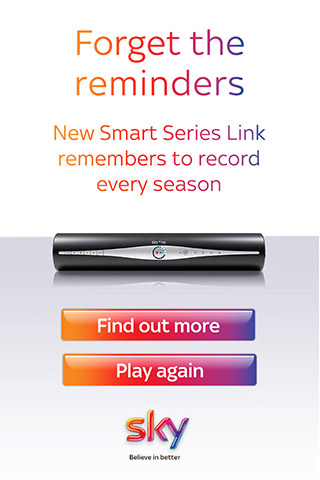 Forget the
reminders
New Smart Series Link
remembers to record
every season
Find out more
Play again
sky
Believe in better